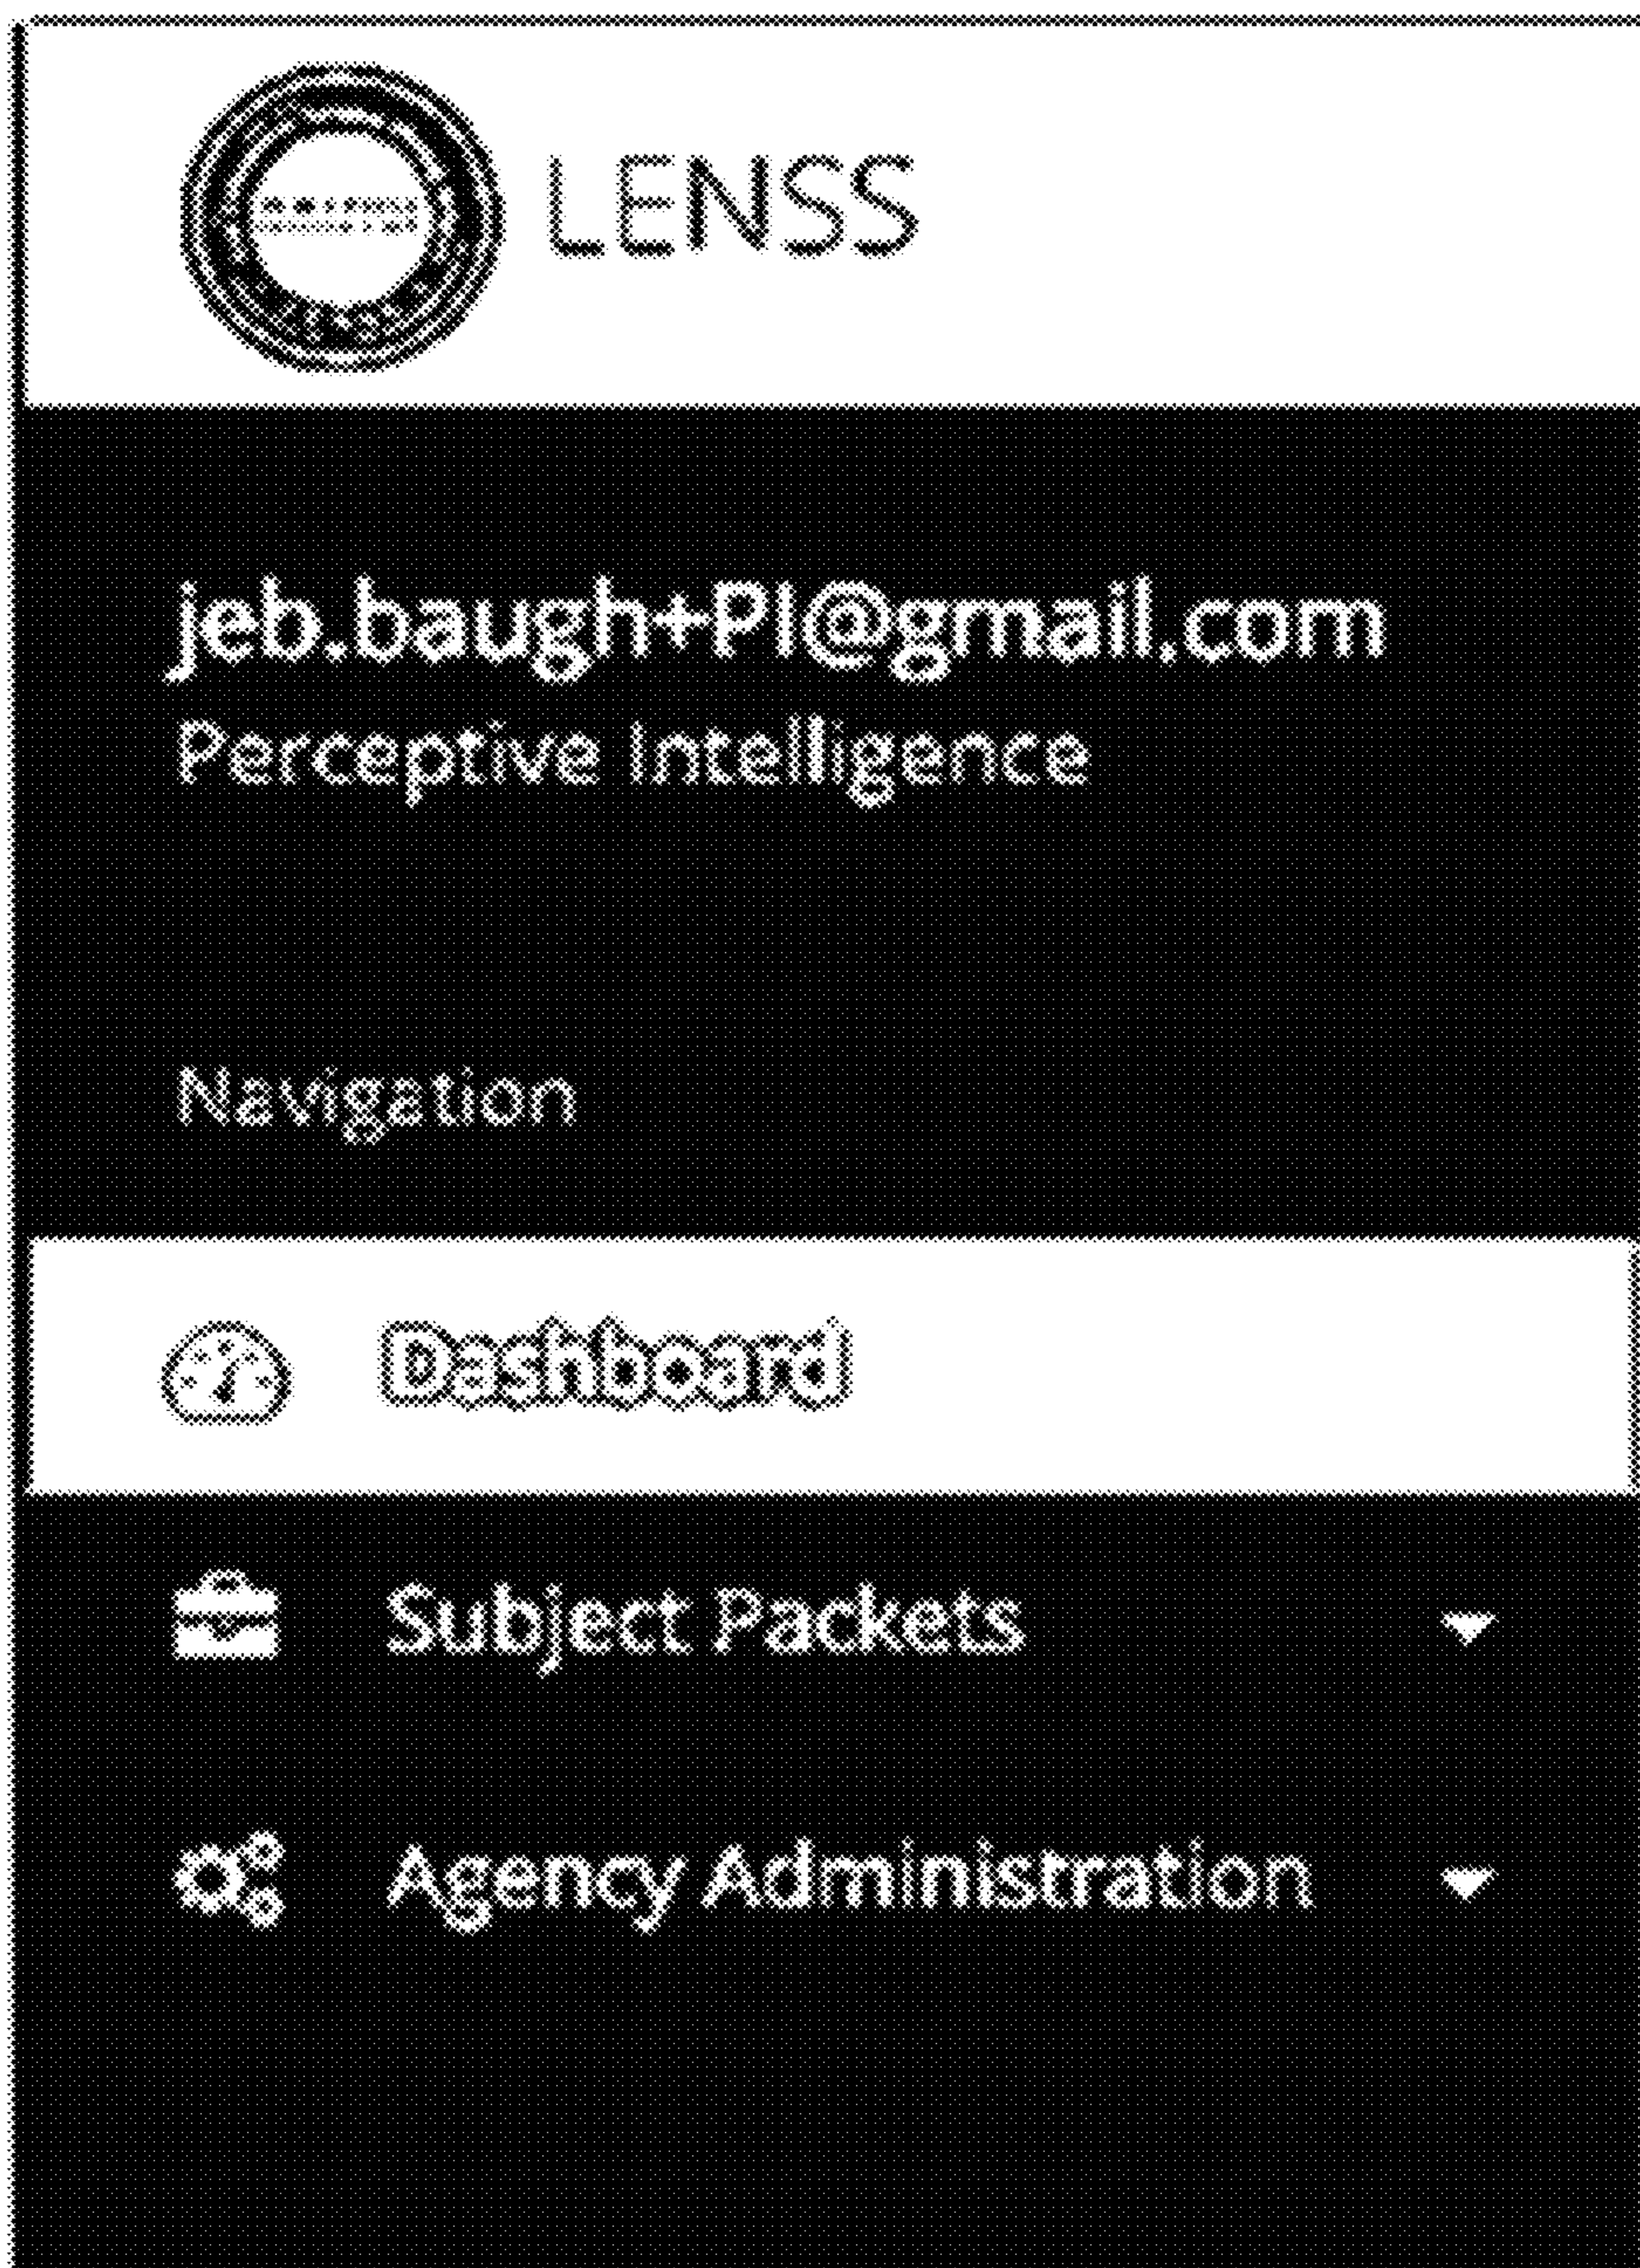 LENSS
jeb.baugh+PI@gmail.com
Perceptive Intelligence
Navigation
Dashboard
Subject Packets
Agency Administration